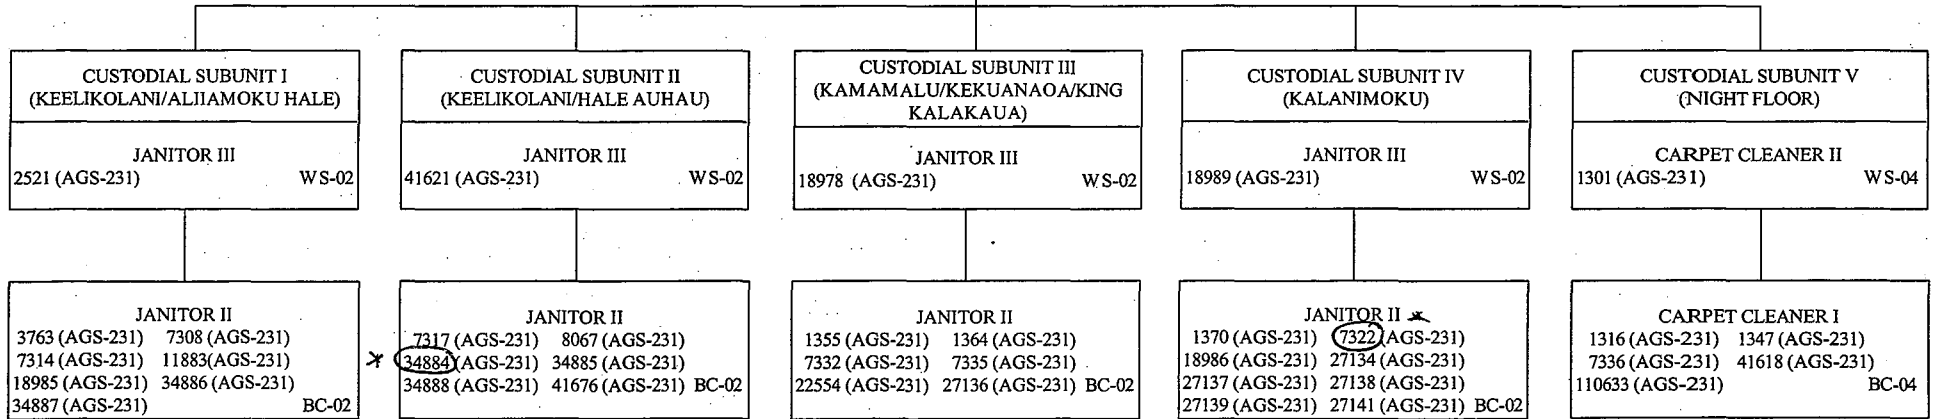 CUSTODIAL SUBUNIT I
(KEELIKOLANI/ALIIAMOKU HALE)
JANITOR III
2521 (AGS-231) WS-02
JANITOR II
3763 (AGS-231) 7308 (AGS-231)
7314 (AGS-231) 11883(AGS-231)
18985 (AGS-231) 34886 (AGS-231)
34887 (AGS-231) BC-02
CUSTODIAL SUBUNIT II
(KEELIKOLANI/HALE AUHAU)
JANITOR III
41621 (AGS-231) WS-02
JANITOR II
7317 (AGS-231) 8067 (AGS-231)
x 34884 (AGS-231) 34885 (AGS-231)
34888 (AGS-231) 41676 (AGS-231) BC-02
CUSTODIAL SUBUNIT III
(KAMAMALU/KEKUANAOA/KING
KALAKAUA)
JANITOR III
18978 (AGS-231) WS-02
JANITOR II
1355 (AGS-231) 1364 (AGS-231)
7332 (AGS-231) 7335 (AGS-231)
22554 (AGS-231) 27136 (AGS-231) BC-02
CUSTODIAL SUBUNIT IV
(KALANIMOKU)
JANITOR III
18989 (AGS-231) WS-02
JANITOR II x
1370 (AGS-231) 7322 (AGS-231)
18986 (AGS-231) 27134 (AGS-231)
27137 (AGS-231) 27138 (AGS-231)
27139 (AGS-231) 27141 (AGS-231) BC-02
CUSTODIAL SUBUNIT V
(NIGHT FLOOR)
CARPET CLEANER II
1301 (AGS-231) WS-04
CARPET CLEANER I
1316 (AGS-231) 1347 (AGS-231)
7336 (AGS-231) 41618 (AGS-231)
110633 (AGS-231) BC-04